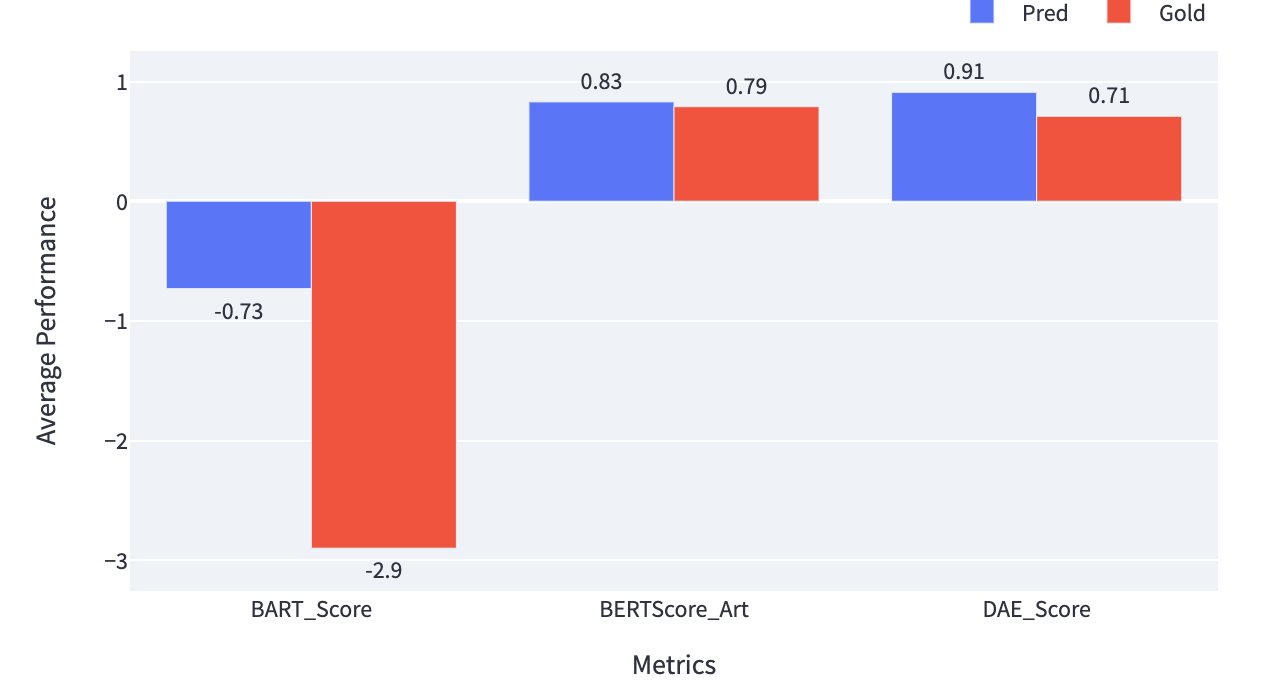 Pred Gold
0.83
0.79
0.91
0.71
-0.73
-2.9
1
0
−1
−2
−3
Average Performance
BART_Score BERTScore_Art DAE_Score
Metrics